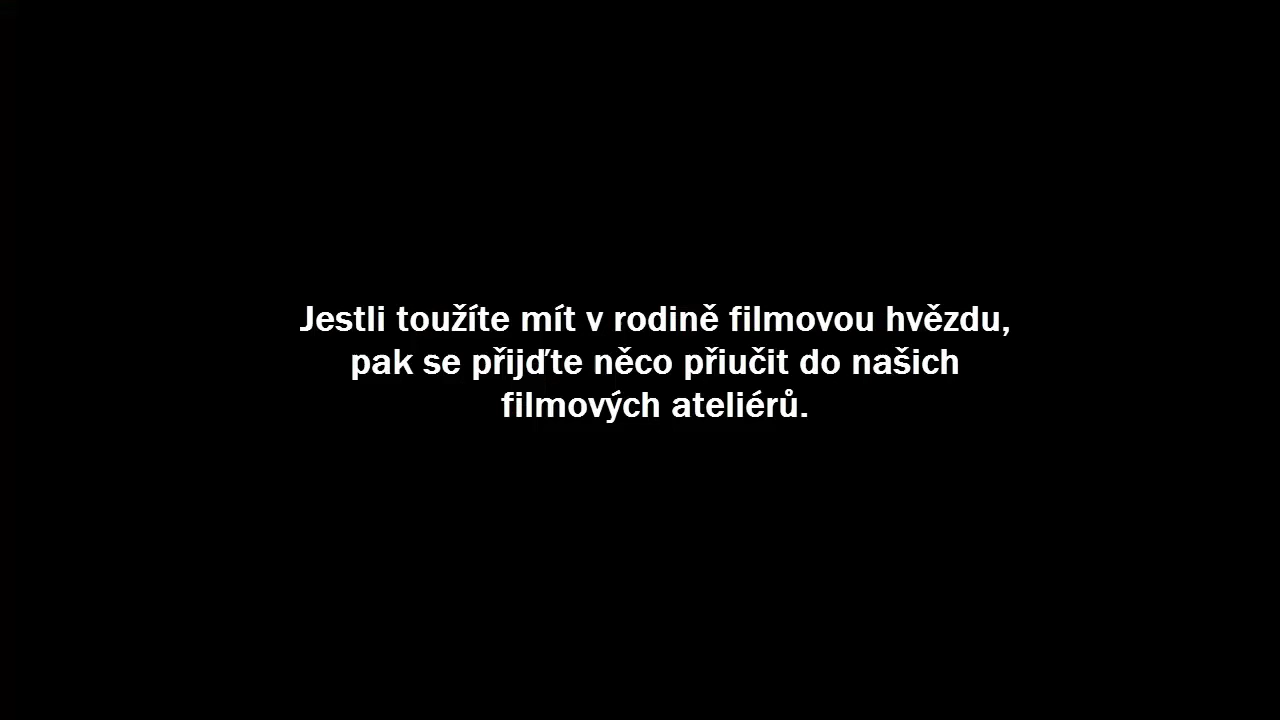 Jestli toužíte mít v rodině filmovou hvězdu,
pak se přijďte něco přiučit do našich
filmových ateliérů.